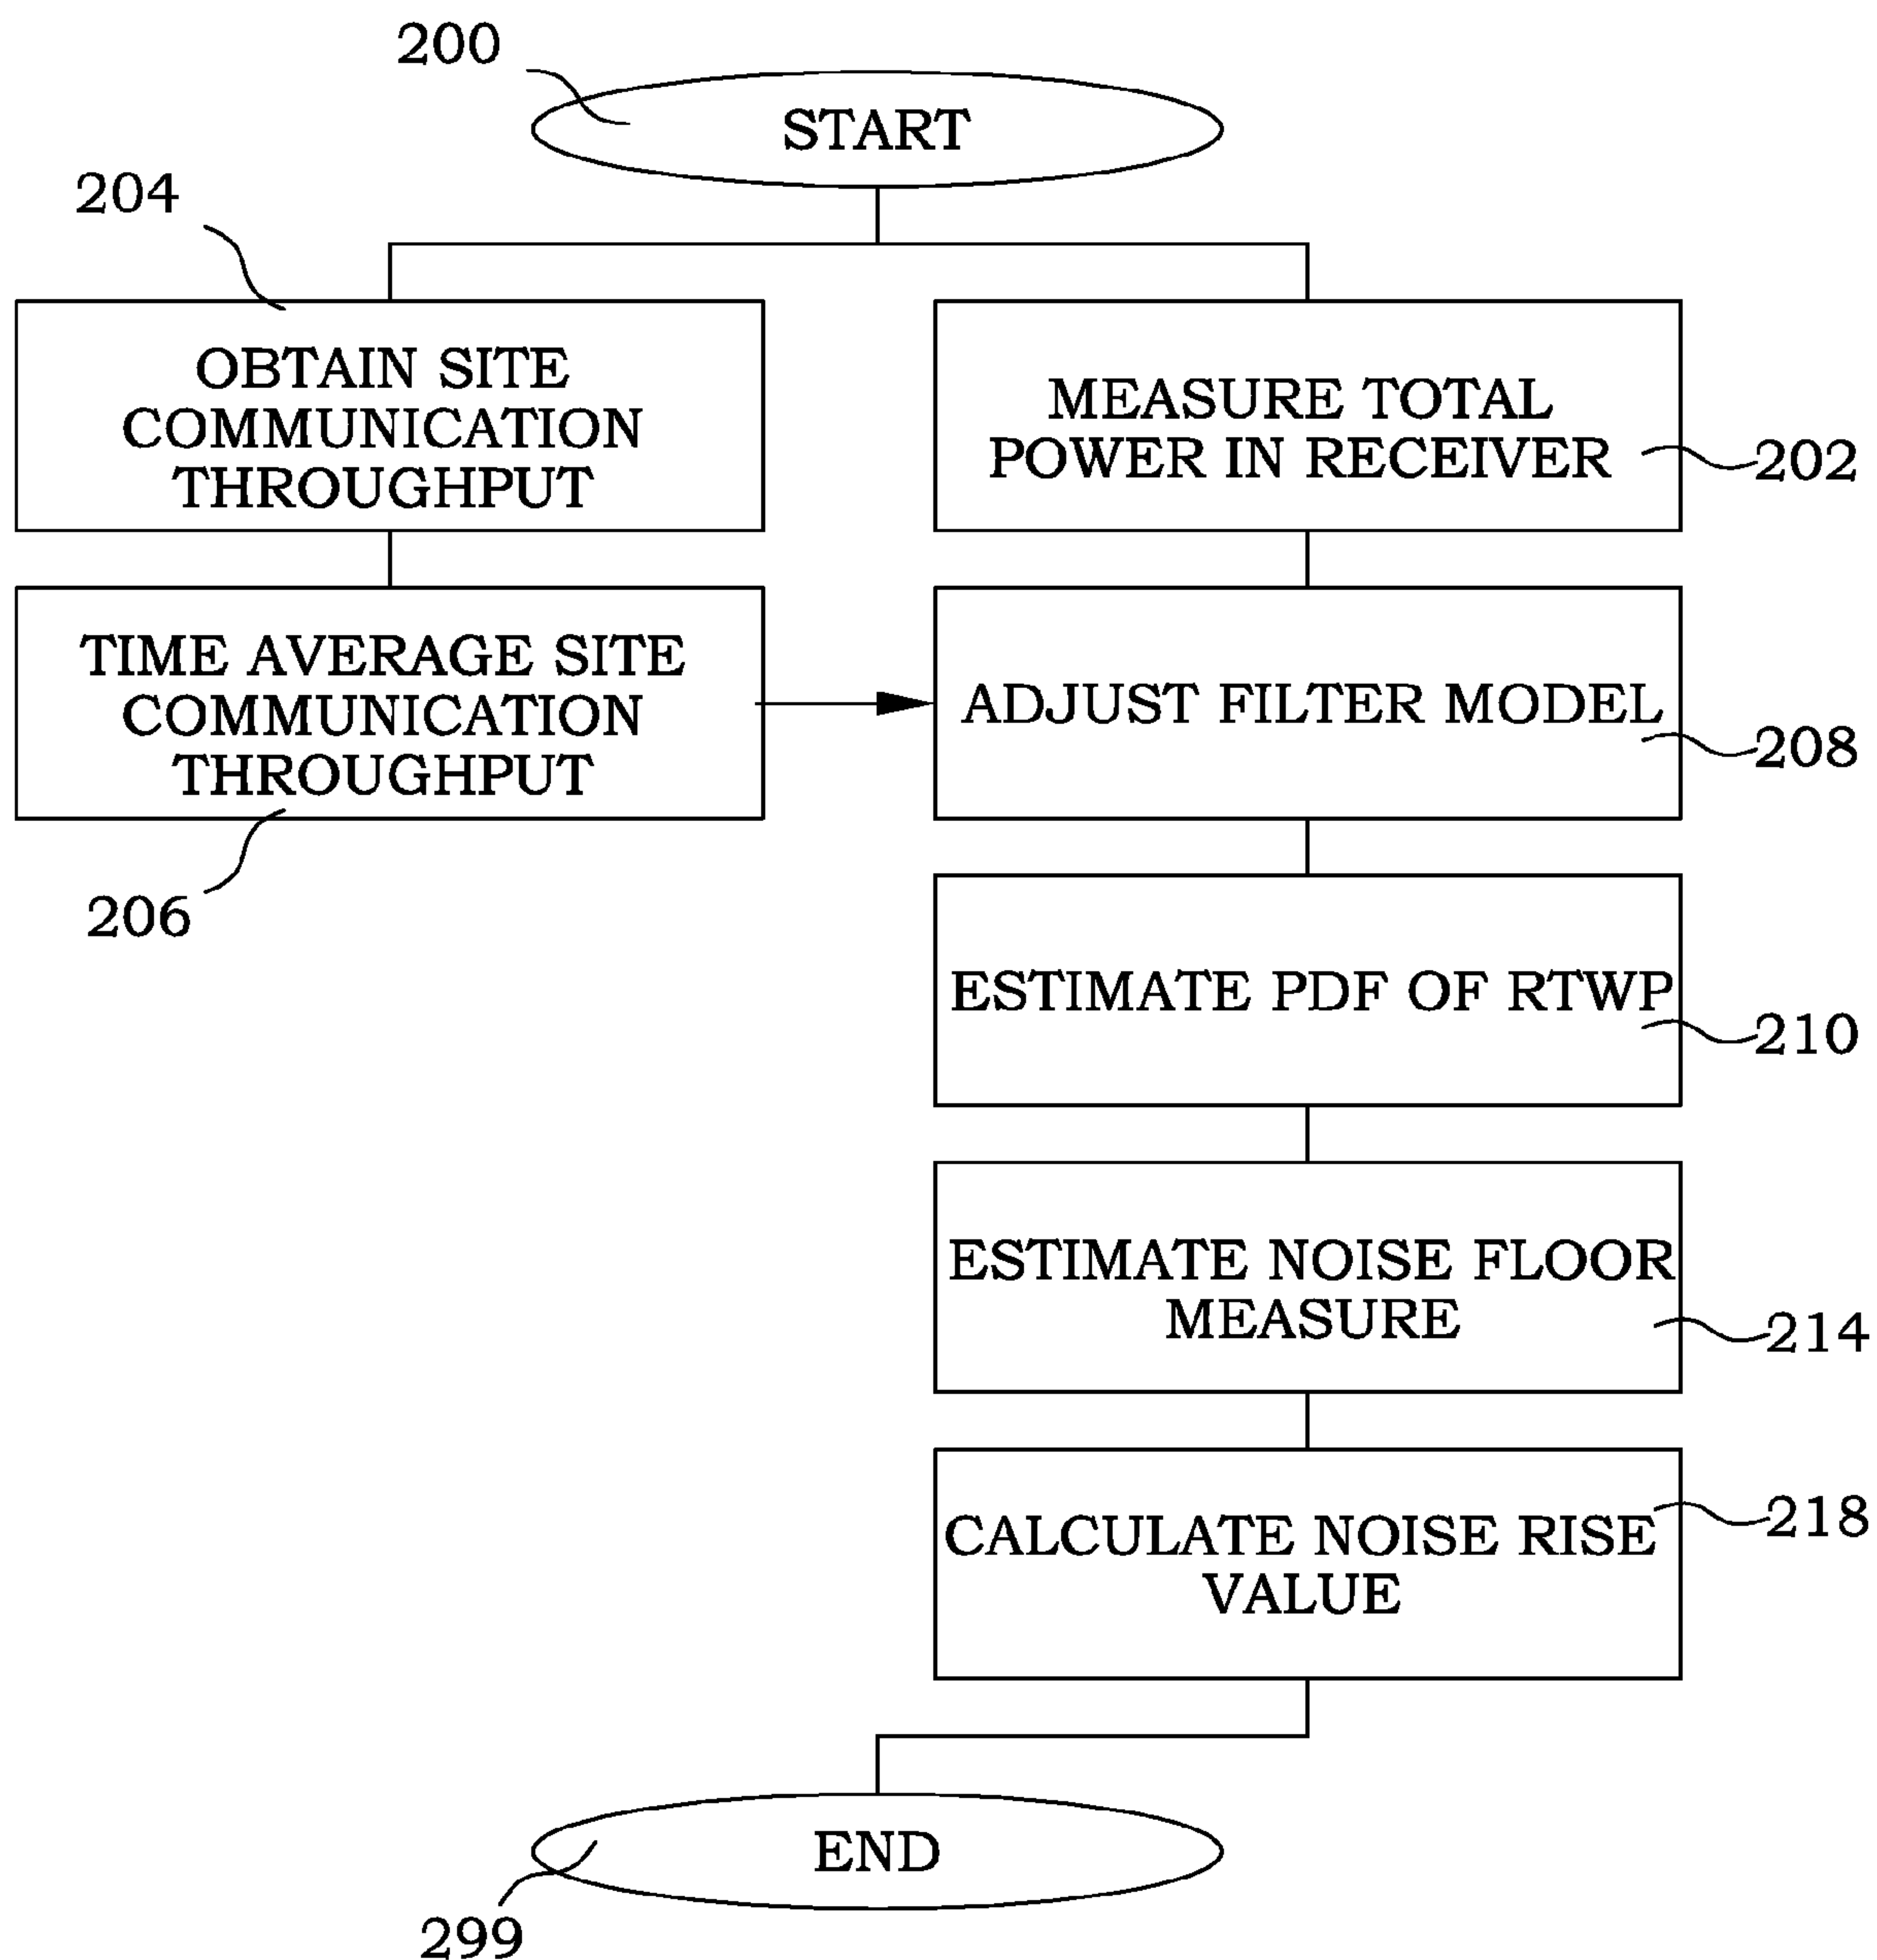 200
START
204
OBTAIN SITE
COMMUNICATION
THROUGHPUT
MEASURE TOTAL
POWER IN RECEIVER
202
TIME AVERAGE SITE
COMMUNICATION
THROUGHPUT
206
ADJUST FILTER MODEL
208
ESTIMATE PDF OF RTWP
210
ESTIMATE NOISE FLOOR
MEASURE
214
CALCULATE NOISE RISE
VALUE
218
END
299